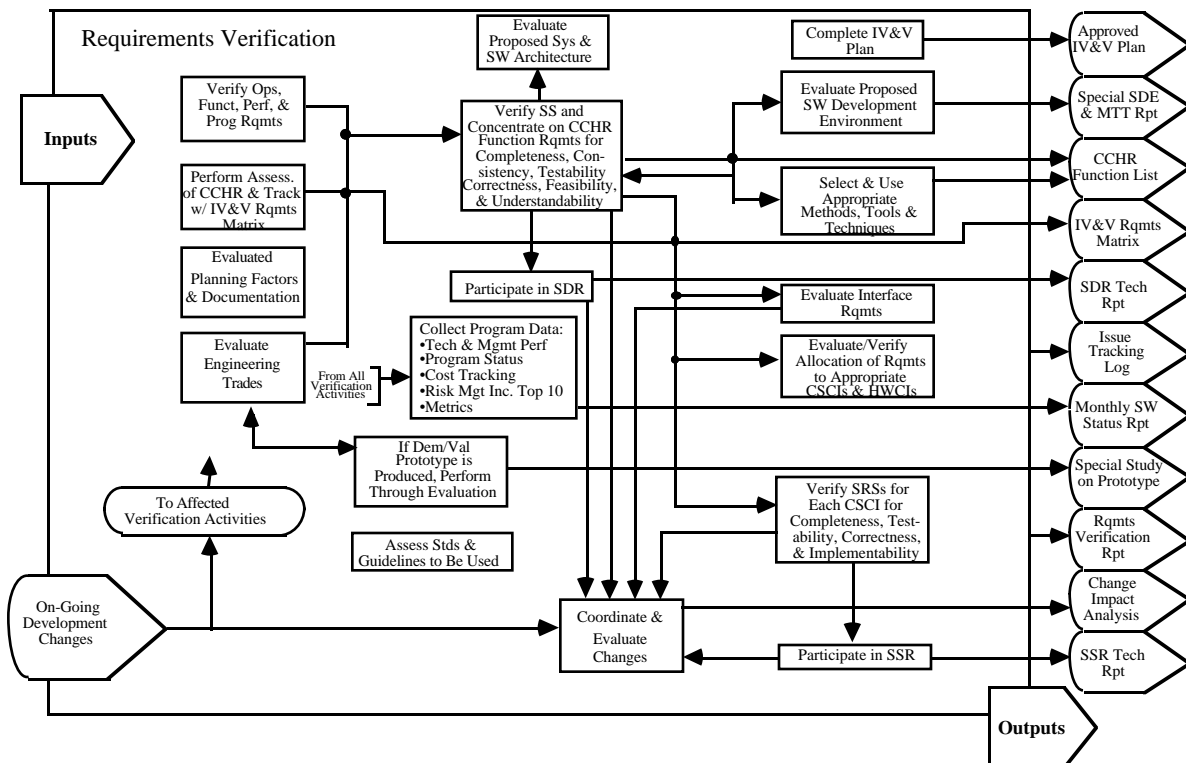 Requirements Verification
Inputs
Evaluate
Proposed Sys &
SW Architecture
Complete IV&V
Plan
Approved
IV&V Plan
Verify Ops,
Funct, Perf, &
Prog Rqmts
Verify SS and
Concentrate on CCHR
Function Rqmts for
Completeness, Con-
sistency, Testability
Correctness, Feasibility,
& Understandability
Evaluate Proposed
SW Development
Environment
Special SDE
& MTT Rpt
CCHR
Function List
Perform Assess.
of CCHR & Track
w/ IV&V Rqmts
Matrix
Select & Use
Appropriate
Methods, Tools &
Techniques
IV&V Rqmts
Matrix
Evaluated
Planning Factors
& Documentation
Participate in SDR
SDR Tech
Rpt
Evaluate Interface
Rqmts
Evaluate
Engineering
Trades
From All
Verification
Activities
Collect Program Data:
•Tech & Mgmt Perf
•Program Status
•Cost Tracking
•Risk Mgt Inc. Top 10
•Metrics
Evaluate/Verify
Allocation of Rqmts
to Appropriate
CSCIs & HWCIs
Issue
Tracking
Log
Monthly SW
Status Rpt
If Dem/Val
Prototype is
Produced, Perform
Through Evaluation
Special Study
on Prototype
To Affected
Verification Activities
Verify SRSs for
Each CSCI for
Completeness, Test-
ability, Correctness,
& Implementability
Rqmts
Verification
Rpt
Assess Stds &
Guidelines to Be Used
On-Going
Development
Changes
Coordinate &
Evaluate
Changes
Change
Impact
Analysis
Participate in SSR
SSR Tech
Rpt
Outputs